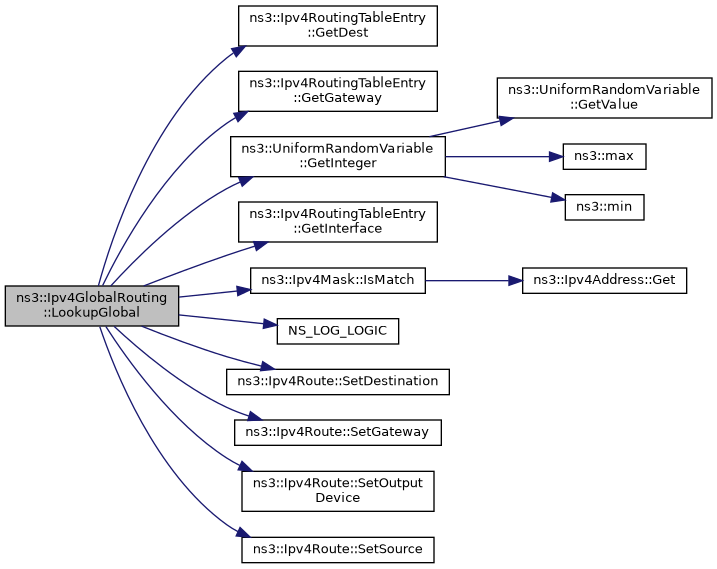 ns3::Ipv4RoutingTableEntry
::GetDest
ns3::Ipv4RoutingTableEntry
::GetGateway
ns3::UniformRandomVariable
::GetValue
ns3::UniformRandomVariable
::GetInteger
ns3::max
ns3::min
ns3::Ipv4RoutingTableEntry
::GetInterface
ns3::Ipv4Mask::IsMatch
ns3::Ipv4Address::Get
ns3::Ipv4GlobalRouting
::LookupGlobal
NS_LOG_LOGIC
ns3::Ipv4Route::SetDestination
ns3::Ipv4Route::SetGateway
ns3::Ipv4Route::SetOutput
Device
ns3::Ipv4Route::SetSource